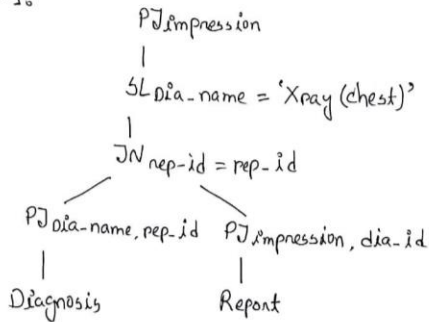 PJ impression
SL Dia-name = 'Xray (chest)'
JN rep-id = rep-id
PJ Dia-name, rep-id PJ impression, dia-id
Diagnosis Report